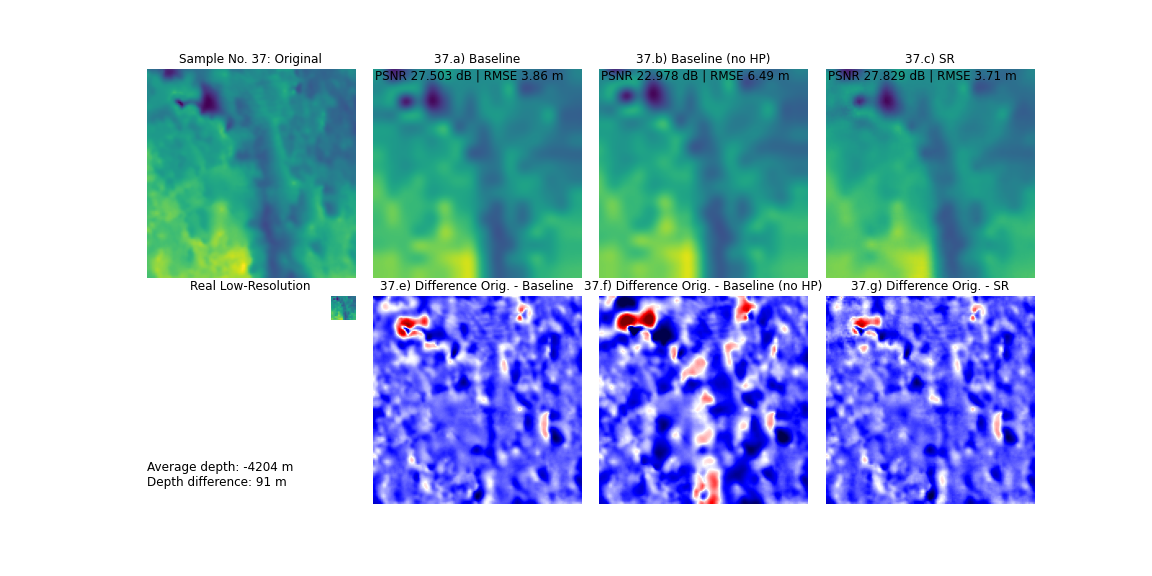 Sample No. 37: Original
37.a) Baseline
37.b) Baseline (no HP)
37.c) SR
PSNR 27.503 dB | RMSE 3.86 m
PSNR 22.978 dB | RMSE 6.49 m
PSNR 27.829 dB | RMSE 3.71 m
Real Low-Resolution
37.e) Difference Orig. - Baseline
37.f) Difference Orig. - Baseline (no HP)
37.g) Difference Orig. - SR
Average depth: -4204 m
Depth difference: 91 m